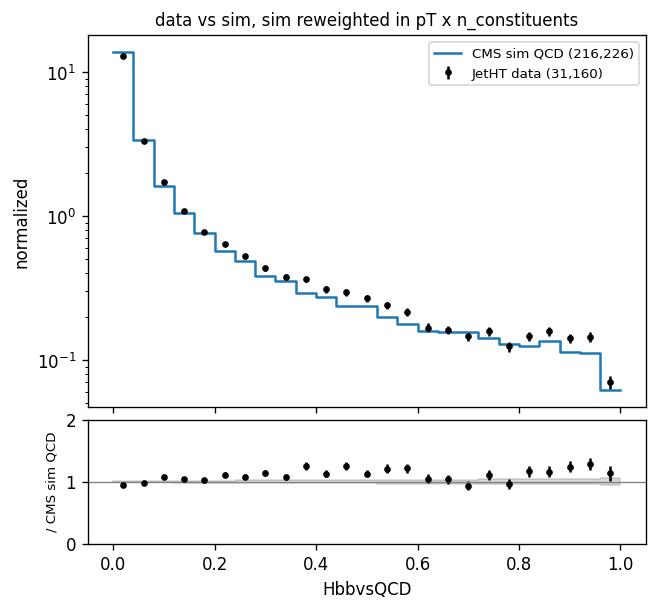 data vs sim, sim reweighted in pT x n_constituents
CMS sim QCD (216,226)
JetHT data (31,160)
normalized
10¹
10⁰
10⁻¹
/ CMS sim QCD
2
1
0
0.0 0.2 0.4 0.6 0.8 1.0
HbbvsQCD